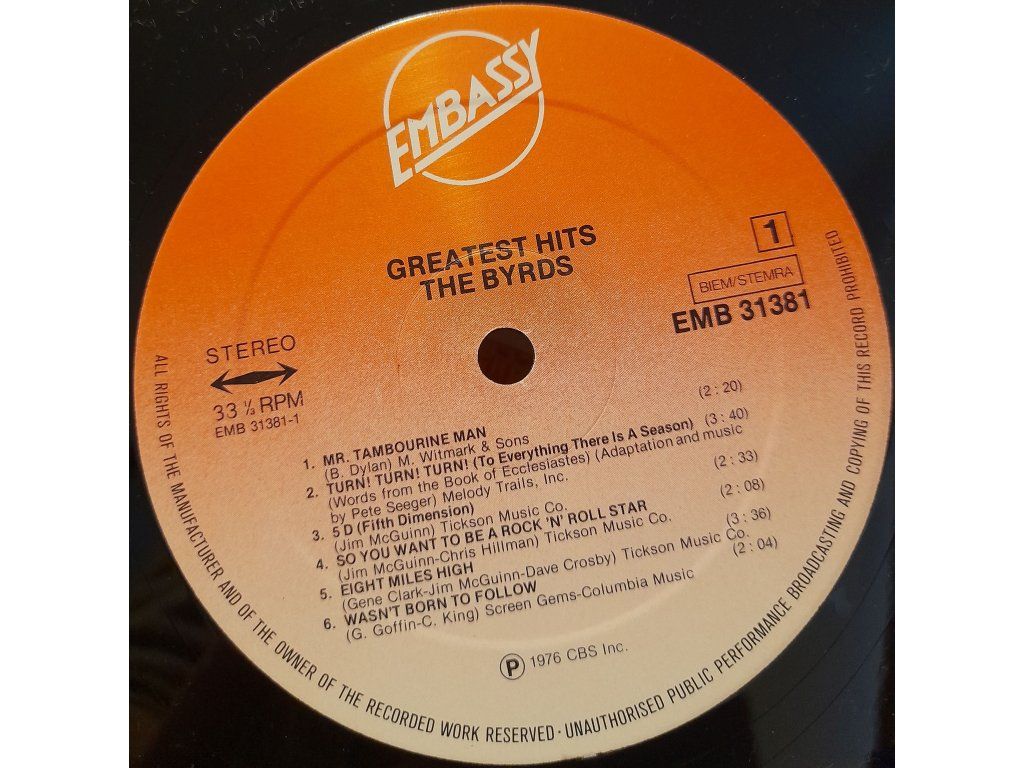 EMBASSY
GREATEST HITS
THE BYRDS
1
BIEM/STEMRA
EMB 31381
STEREO
33 ⅓ RPM
EMB 31381-1
1. MR. TAMBOURINE MAN (2 : 20)
(B. Dylan) M. Witmark & Sons
2. TURN! TURN! TURN! (To Everything There Is A Season) (3 : 40)
(Words from the Book of Ecclesiastes) (Adaptation and music
by Pete Seeger) Melody Trails, Inc.
3. 5 D (Fifth Dimension) (2 : 33)
(Jim McGuinn) Tickson Music Co.
4. SO YOU WANT TO BE A ROCK 'N' ROLL STAR (2 : 08)
(Jim McGuinn-Chris Hillman) Tickson Music Co.
5. EIGHT MILES HIGH (3 : 36)
(Gene Clark-Jim McGuinn-Dave Crosby) Tickson Music Co.
6. WASN'T BORN TO FOLLOW (2 : 04)
(G. Goffin-C. King) Screen Gems-Columbia Music
℗ 1976 CBS Inc.
ALL RIGHTS OF THE MANUFACTURER AND OF THE OWNER OF THE RECORDED WORK RESERVED · UNAUTHORISED PUBLIC PERFORMANCE BROADCASTING AND COPYING OF THIS RECORD PROHIBITED